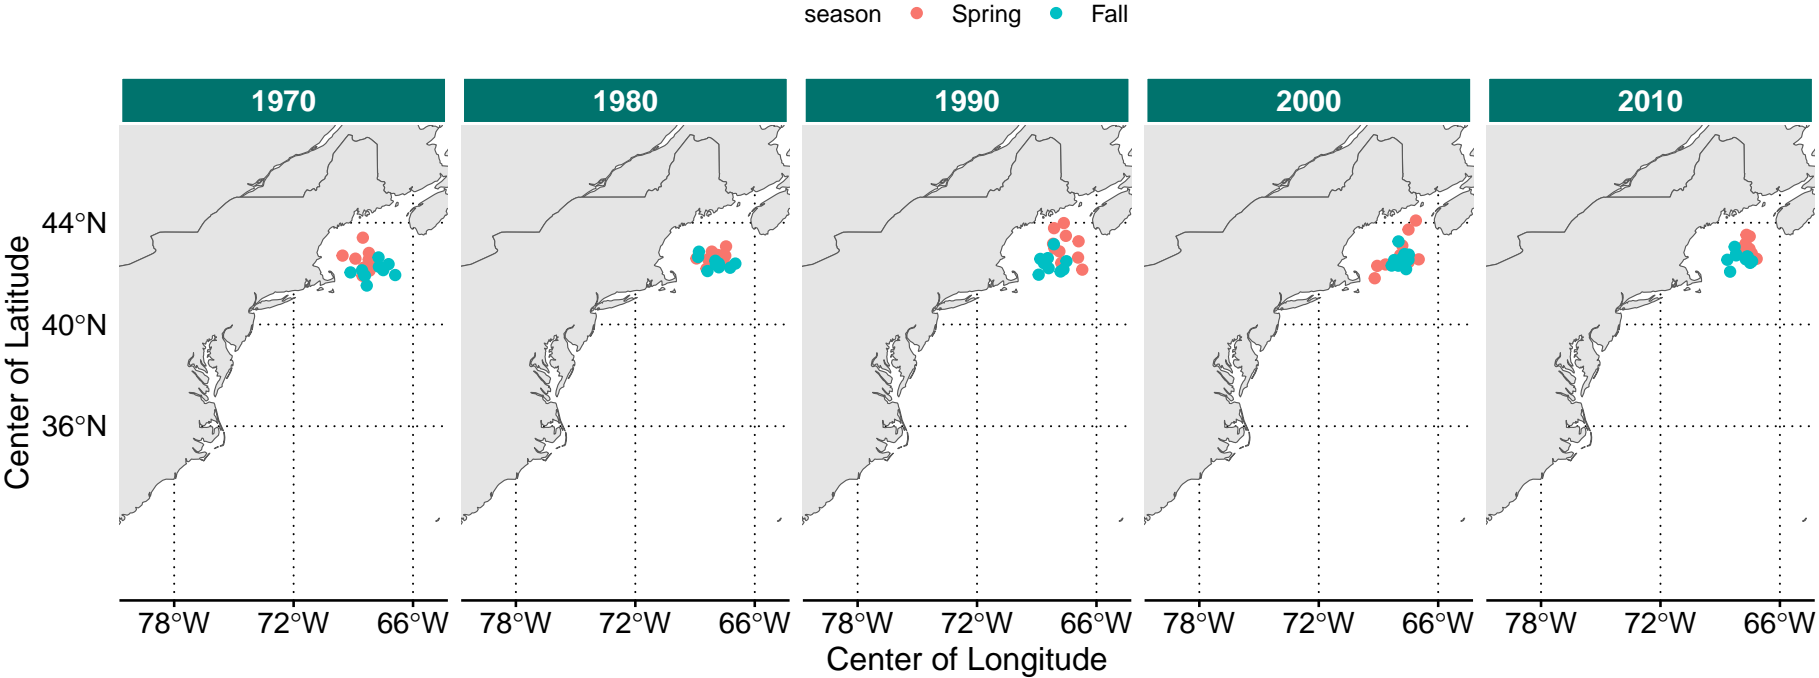 season Spring Fall
1970 1980 1990 2000 2010
Center of Latitude
44°N
40°N
36°N
78°W 72°W 66°W 78°W 72°W 66°W 78°W 72°W 66°W 78°W 72°W 66°W 78°W 72°W 66°W
Center of Longitude